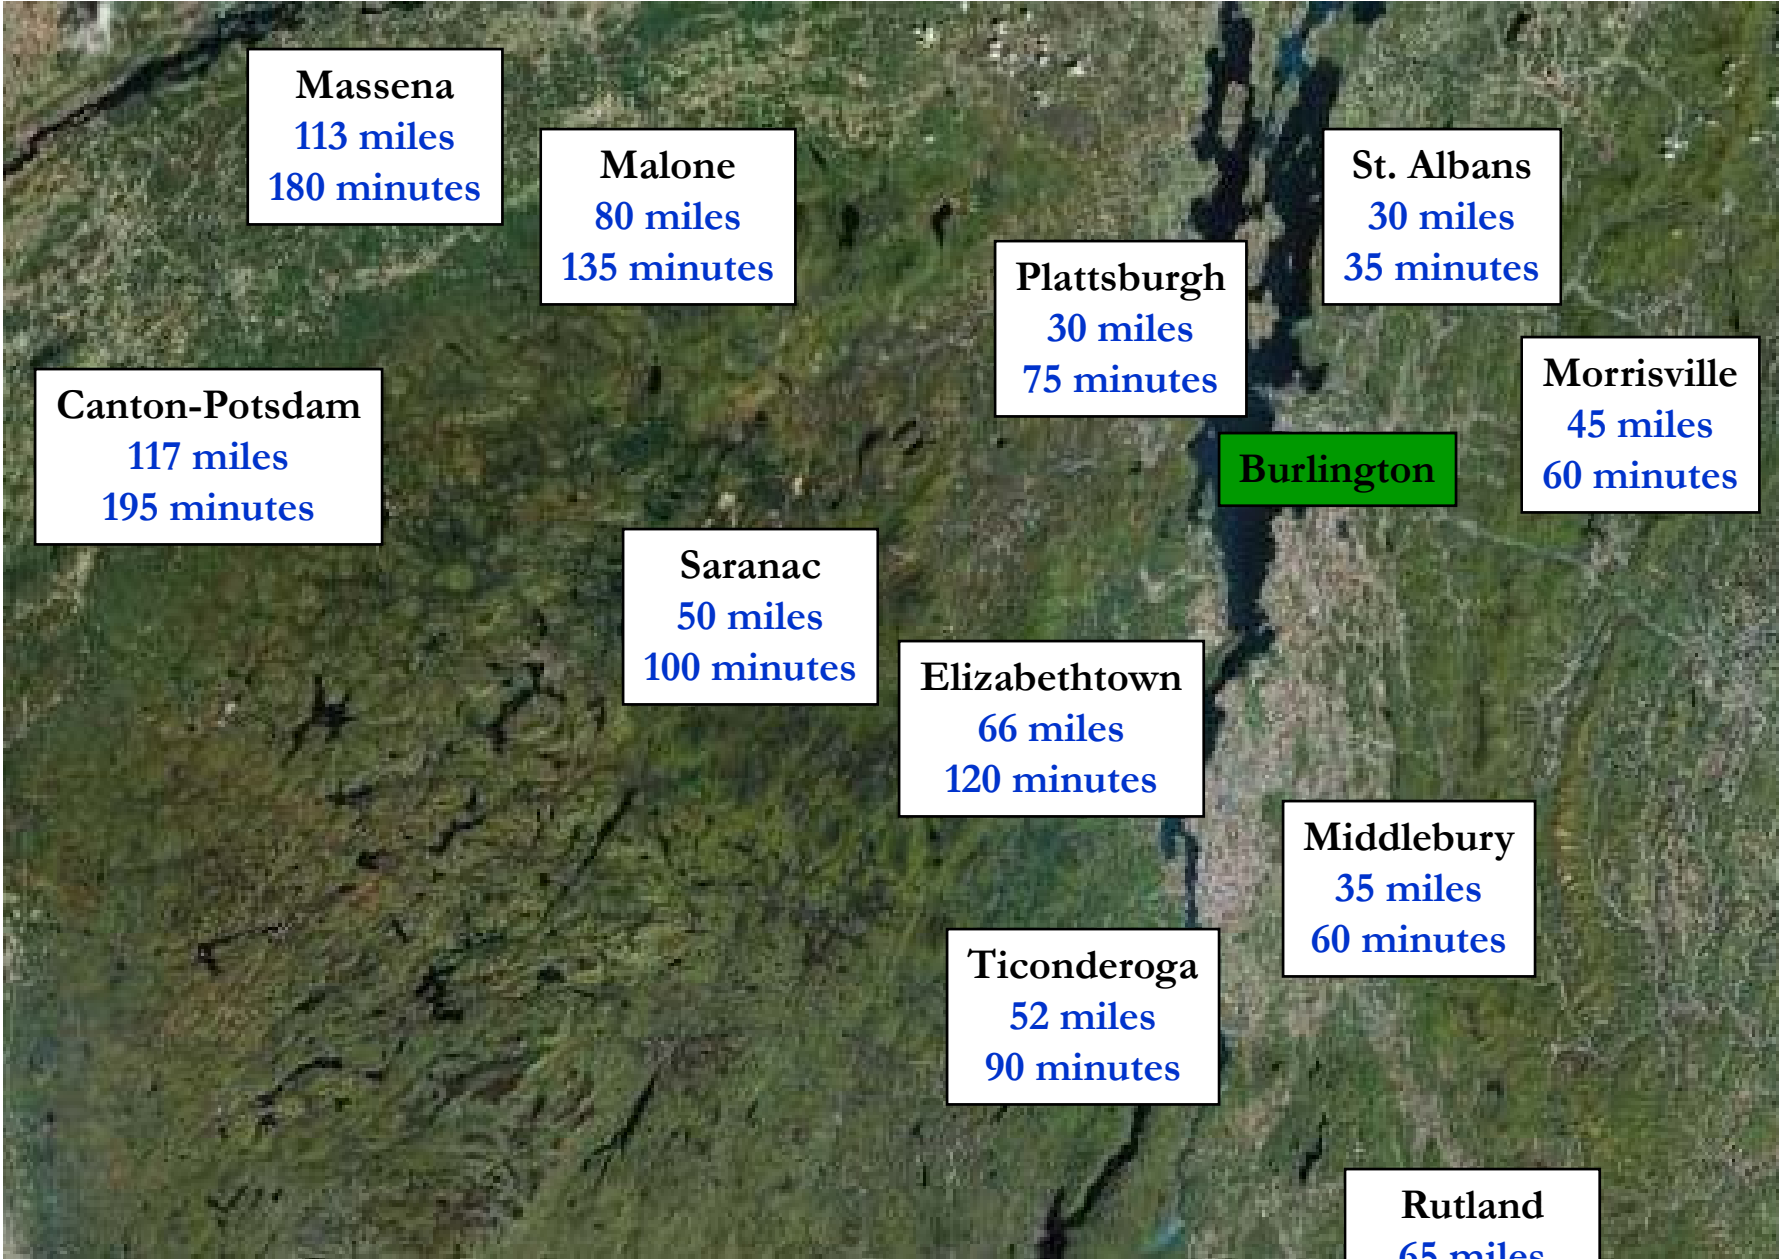 Massena
113 miles
180 minutes
Malone
80 miles
135 minutes
St. Albans
30 miles
35 minutes
Plattsburgh
30 miles
75 minutes
Morrisville
45 miles
60 minutes
Canton-Potsdam
117 miles
195 minutes
Burlington
Saranac
50 miles
100 minutes
Elizabethtown
66 miles
120 minutes
Middlebury
35 miles
60 minutes
Ticonderoga
52 miles
90 minutes
Rutland
65 miles